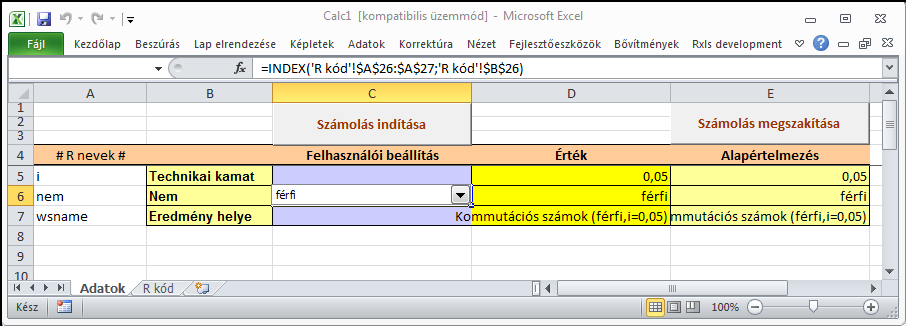 Calc1 [kompatibilis üzemmód] - Microsoft Excel
Fájl Kezdőlap Beszúrás Lap elrendezése Képletek Adatok Korrektúra Nézet Fejlesztőeszközök Bővítmények Rxls development
fx =INDEX('R kód'!$A$26:$A$27;'R kód'!$B$26)
A B C D E
1
2 Számolás indítása Számolás megszakítása
3
4 # R nevek # Felhasználói beállítás Érték Alapértelmezés
5 i Technikai kamat 0,05 0,05
6 nem Nem férfi férfi férfi
7 wsname Eredmény helye Kommutációs számok (férfi,i=0,05) mmutációs számok (férfi,i=0,05)
8
9
10
Adatok R kód
Kész 100%